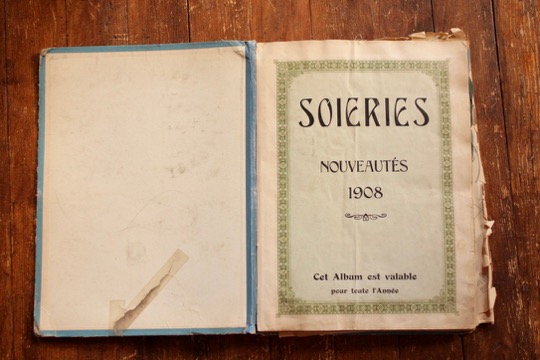 SOIERIES
NOUVEAUTÉS
1908
Cet Album est valable
pour toute l'Année